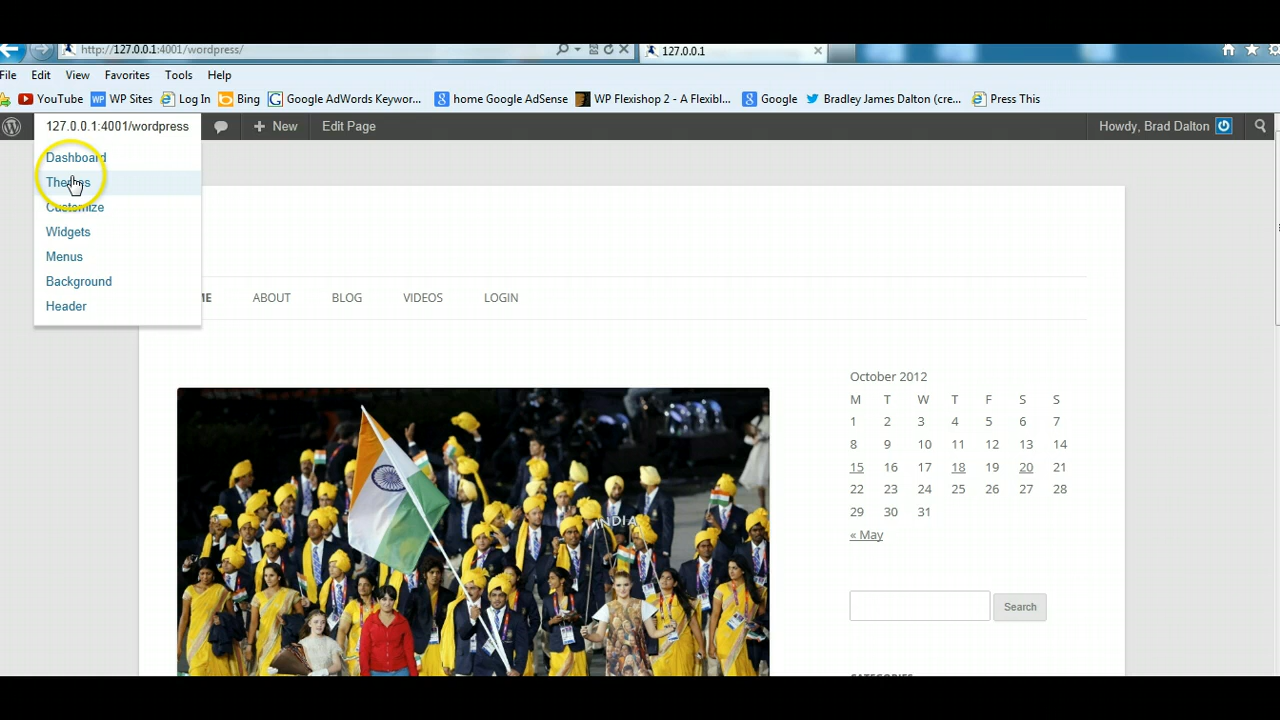 http://127.0.0.1:4001/wordpress/
127.0.0.1
File Edit View Favorites Tools Help
YouTube WP Sites Log In Bing Google AdWords Keywor... home Google AdSense WP Flexishop 2 - A Flexibl... Google Bradley James Dalton (cre... Press This
127.0.0.1:4001/wordpress + New Edit Page Howdy, Brad Dalton
Dashboard
Themes
Customize
Widgets
Menus
Background
Header
ME ABOUT BLOG VIDEOS LOGIN
October 2012
M T W T F S S
1 2 3 4 5 6 7
8 9 10 11 12 13 14
15 16 17 18 19 20 21
22 23 24 25 26 27 28
29 30 31
« May
INDIA
Search
CATEGORIES